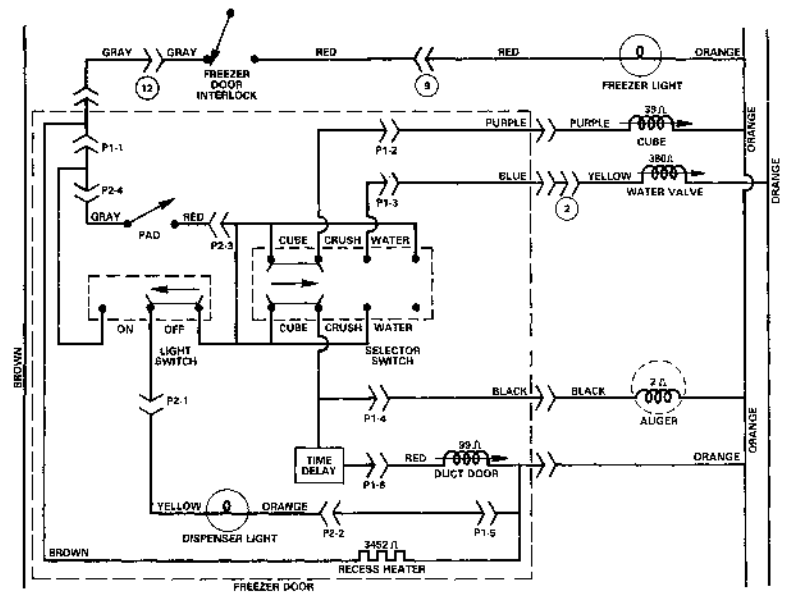 GRAY GRAY RED RED ORANGE
0
FREEZER DOOR INTERLOCK
12
9
FREEZER LIGHT
PURPLE PURPLE 39Ω
P1-1
P1-2
CUBE
ORANGE
BLUE YELLOW 380Ω
P2-4
P1-3
WATER VALVE
2
ORANGE
GRAY RED
PAD
P2-3
CUBE CRUSH WATER
ON OFF
CUBE CRUSH WATER
LIGHT SWITCH
SELECTOR SWITCH
BROWN
BLACK BLACK 2Ω
P2-1
P1-4
AUGER
ORANGE
TIME DELAY
RED 99Ω ORANGE
P1-6
DUCT DOOR
YELLOW 0 ORANGE
DISPENSER LIGHT
P2-2
P1-5
BROWN 3452Ω
RECESS HEATER
FREEZER DOOR